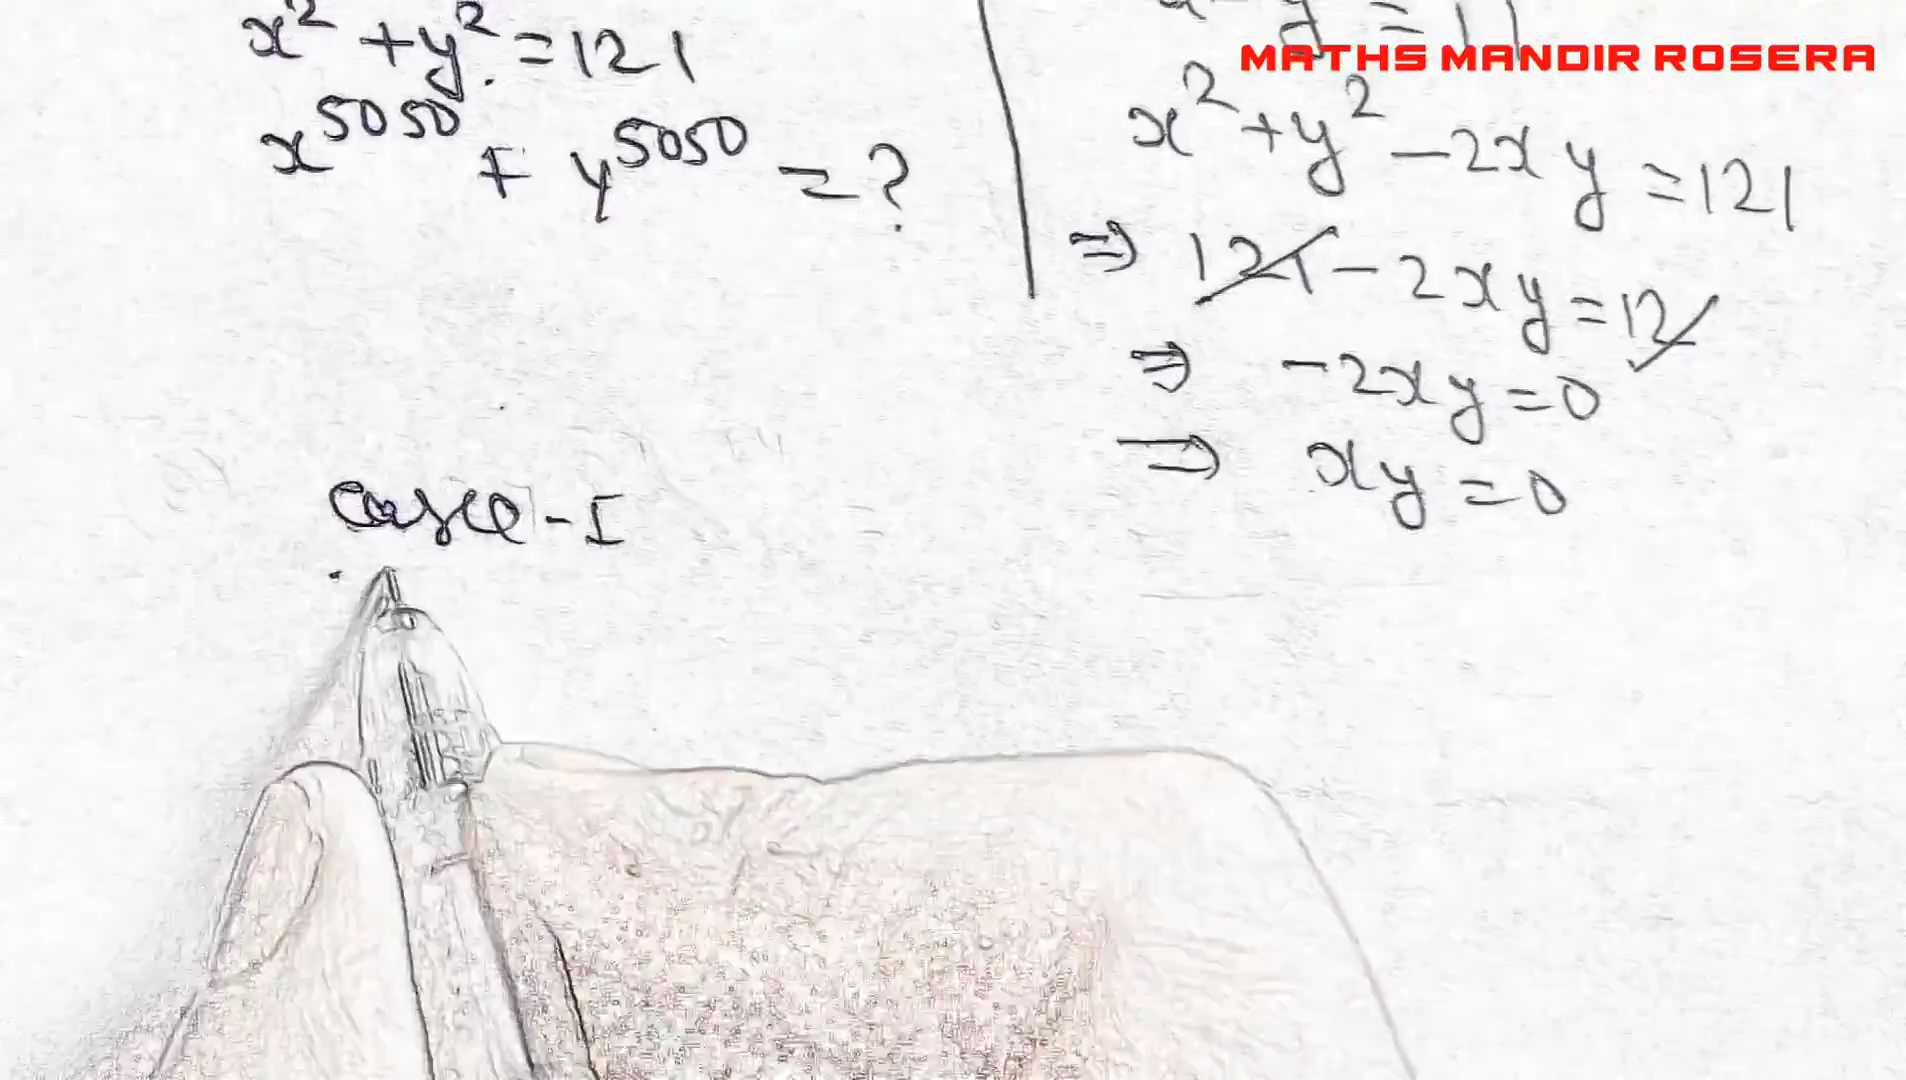 x² + y² = 121
x⁵⁰⁵⁰ + y⁵⁰⁵⁰ = ?
case - I
MATHS MANDIR ROSERA
x² + y² - 2xy = 121
⇒ 121 - 2xy = 12
⇒ -2xy = 0
⇒ xy = 0